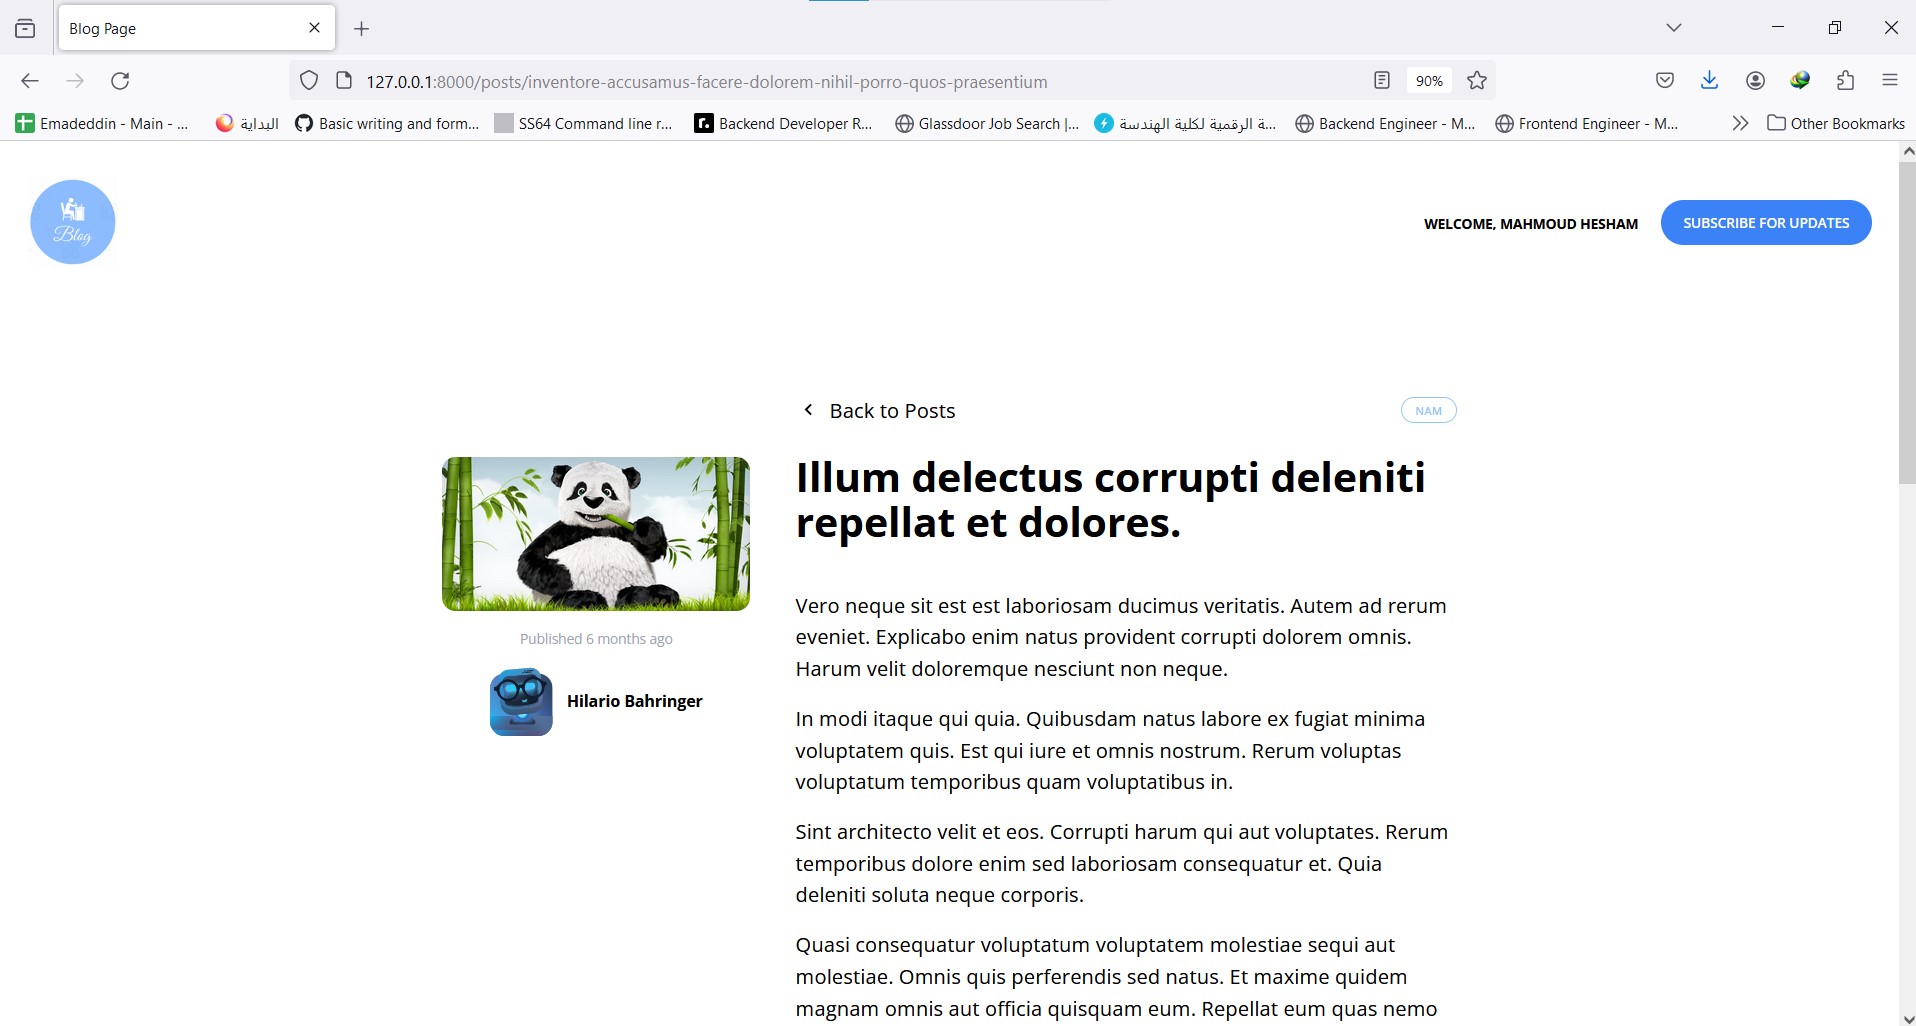 Blog Page
127.0.0.1:8000/posts/inventore-accusamus-facere-dolorem-nihil-porro-quos-praesentium
90%
Emadeddin - Main - ...
البداية
Basic writing and form...
SS64 Command line r...
Backend Developer R...
Glassdoor Job Search |...
ة الرقمية لكلية الهندسة...
Backend Engineer - M...
Frontend Engineer - M...
Other Bookmarks
Blog
WELCOME, MAHMOUD HESHAM
SUBSCRIBE FOR UPDATES
Back to Posts
NAM
Illum delectus corrupti deleniti
repellat et dolores.
Published 6 months ago
Hilario Bahringer
Vero neque sit est est laboriosam ducimus veritatis. Autem ad rerum
eveniet. Explicabo enim natus provident corrupti dolorem omnis.
Harum velit doloremque nesciunt non neque.
In modi itaque qui quia. Quibusdam natus labore ex fugiat minima
voluptatem quis. Est qui iure et omnis nostrum. Rerum voluptas
voluptatum temporibus quam voluptatibus in.
Sint architecto velit et eos. Corrupti harum qui aut voluptates. Rerum
temporibus dolore enim sed laboriosam consequatur et. Quia
deleniti soluta neque corporis.
Quasi consequatur voluptatum voluptatem molestiae sequi aut
molestiae. Omnis quis perferendis sed natus. Et maxime quidem
magnam omnis aut officia quisquam eum. Repellat eum quas nemo